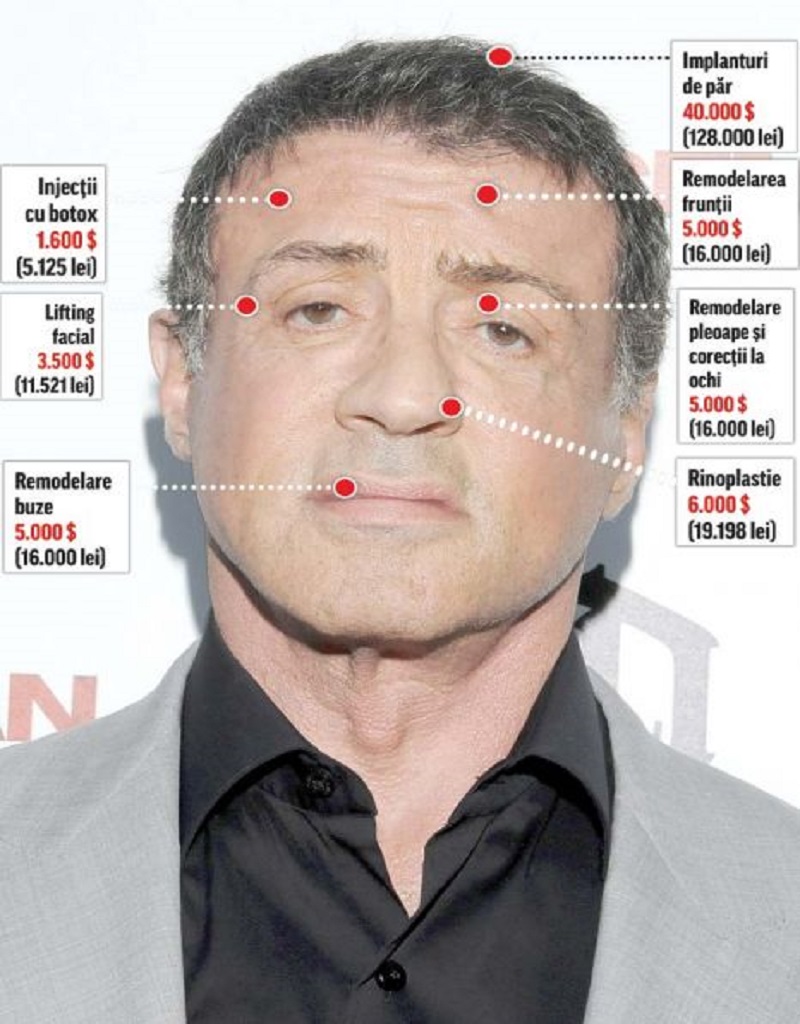 Implanturi
de păr
40.000 $
(128.000 lei)
Injecții
cu botox
1.600 $
(5.125 lei)
Remodelarea
frunții
5.000 $
(16.000 lei)
Lifting
facial
3.500 $
(11.521 lei)
Remodelare
pleoape și
corecții la
ochi
5.000 $
(16.000 lei)
Remodelare
buze
5.000 $
(16.000 lei)
Rinoplastie
6.000 $
(19.198 lei)
AN